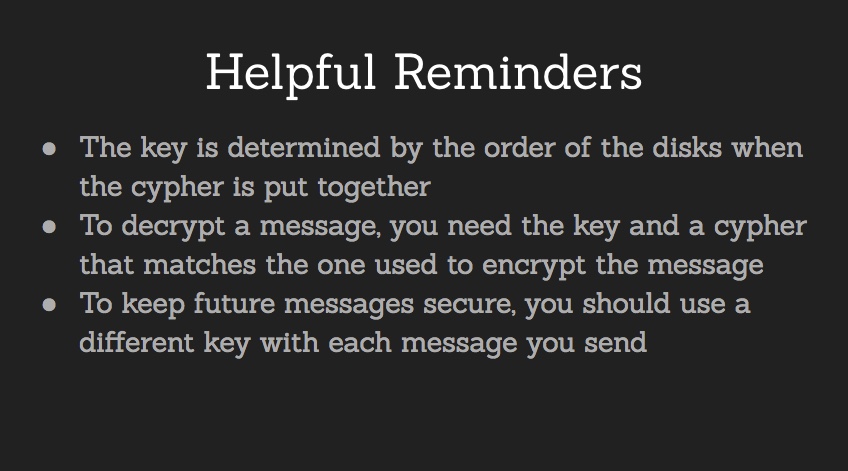 Helpful Reminders
● The key is determined by the order of the disks when
the cypher is put together
● To decrypt a message, you need the key and a cypher
that matches the one used to encrypt the message
● To keep future messages secure, you should use a
different key with each message you send